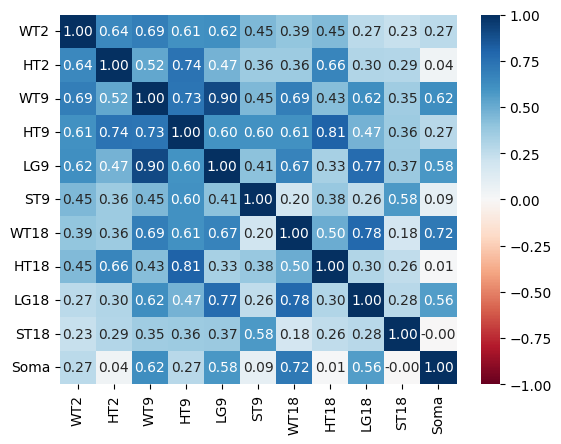 WT2 1.00 0.64 0.69 0.61 0.62 0.45 0.39 0.45 0.27 0.23 0.27
HT2 0.64 1.00 0.52 0.74 0.47 0.36 0.36 0.66 0.30 0.29 0.04
WT9 0.69 0.52 1.00 0.73 0.90 0.45 0.69 0.43 0.62 0.35 0.62
HT9 0.61 0.74 0.73 1.00 0.60 0.60 0.61 0.81 0.47 0.36 0.27
LG9 0.62 0.47 0.90 0.60 1.00 0.41 0.67 0.33 0.77 0.37 0.58
ST9 0.45 0.36 0.45 0.60 0.41 1.00 0.20 0.38 0.26 0.58 0.09
WT18 0.39 0.36 0.69 0.61 0.67 0.20 1.00 0.50 0.78 0.18 0.72
HT18 0.45 0.66 0.43 0.81 0.33 0.38 0.50 1.00 0.30 0.26 0.01
LG18 0.27 0.30 0.62 0.47 0.77 0.26 0.78 0.30 1.00 0.28 0.56
ST18 0.23 0.29 0.35 0.36 0.37 0.58 0.18 0.26 0.28 1.00 -0.00
Soma 0.27 0.04 0.62 0.27 0.58 0.09 0.72 0.01 0.56 -0.00 1.00
WT2 HT2 WT9 HT9 LG9 ST9 WT18 HT18 LG18 ST18 Soma
1.00
0.75
0.50
0.25
0.00
−0.25
−0.50
−0.75
−1.00